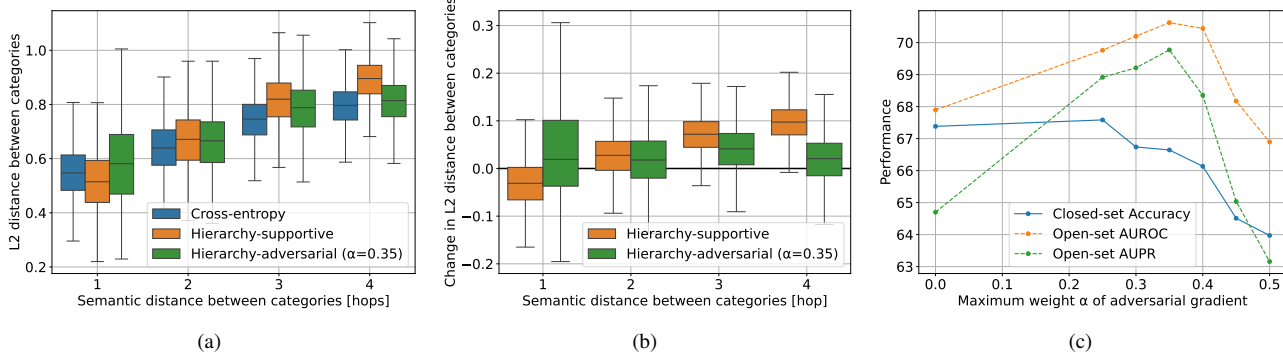 L2 distance between categories
1.0
0.8
0.6
0.4
0.2
Cross-entropy
Hierarchy-supportive
Hierarchy-adversarial (α=0.35)
1 2 3 4
Semantic distance between categories [hops]
(a)
Change in L2 distance between categories
0.3
0.2
0.1
0.0
−0.1
−0.2
Hierarchy-supportive
Hierarchy-adversarial (α=0.35)
1 2 3 4
Semantic distance between categories [hop]
(b)
Performance
70
69
68
67
66
65
64
63
Closed-set Accuracy
Open-set AUROC
Open-set AUPR
0.0 0.1 0.2 0.3 0.4 0.5
Maximum weight α of adversarial gradient
(c)